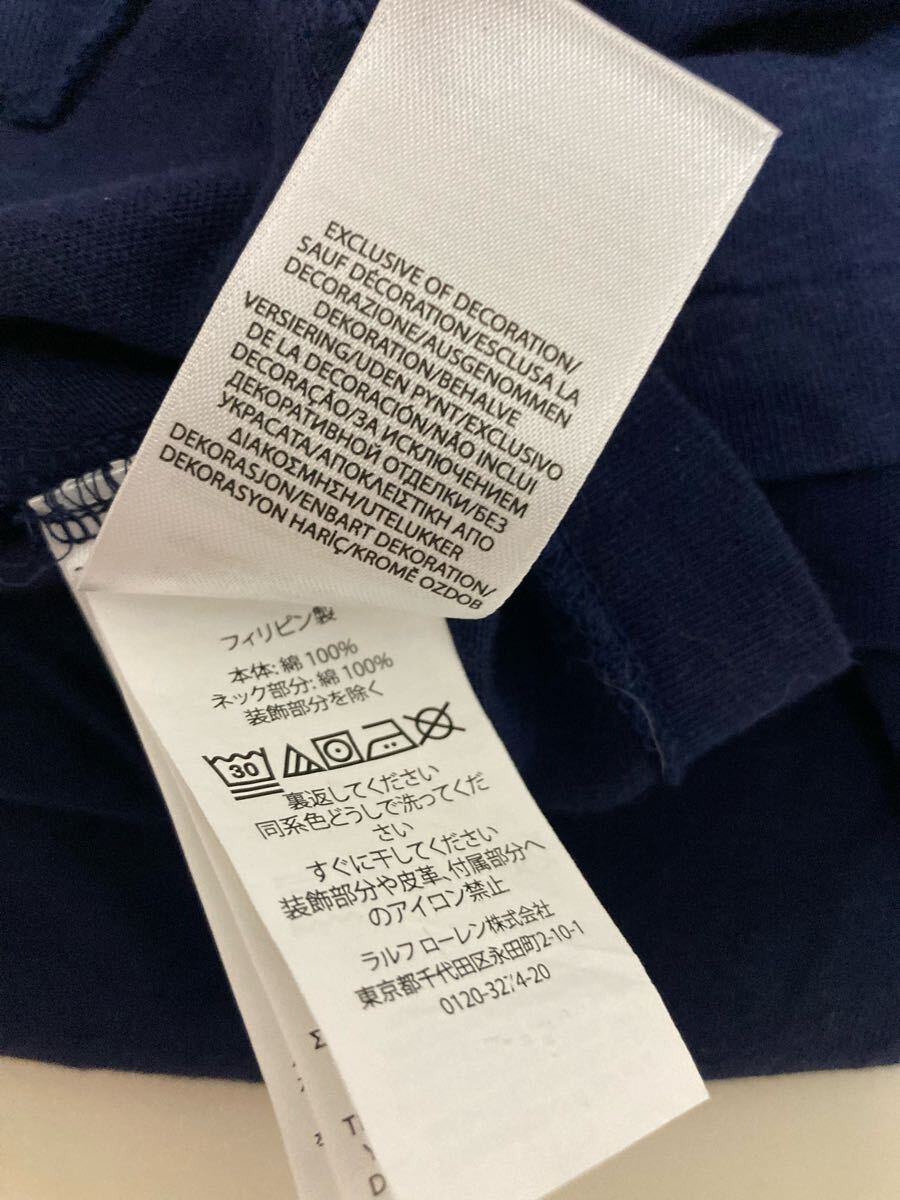 EXCLUSIVE OF DECORATION/
SAUF DÉCORATION/ESCLUSA LA
DECORAZIONE/AUSGENOMMEN
DEKORATION/BEHALVE
VERSIERING/UDEN PYNT/EXCLUSIVO
DE LA DECORACIÓN/NÃO INCLUI
DECORAÇÃO/ЗА ИСКЛЮЧЕНИЕМ
ДЕКОРАТИВНОЙ ОТДЕЛКИ/БЕЗ
УКРАСАТА/ΑΠΟΚΛΕΙΣΤΙΚΗ ΑΠΟ
ΔΙΑΚΟΣΜΗΣΗ/UTELUKKER
DEKORASJON/ENBART DEKORATION/
DEKORASYON HARİÇ/KROMĚ OZDOB
フィリピン製
本体: 綿 100%
ネック部分: 綿 100%
装飾部分を除く
30
裏返してください
同系色どうしで洗ってくだ
さい
すぐに干してください
装飾部分や皮革、付属部分へ
のアイロン禁止
ラルフ ローレン株式会社
東京都千代田区永田町2-10-1
0120-3274-20